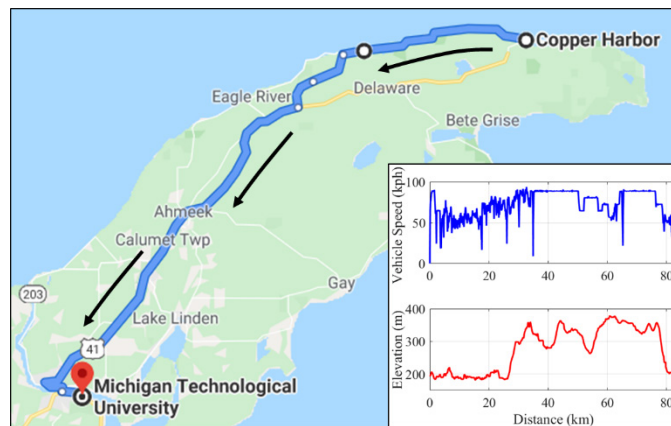 Copper Harbor
Delaware
Eagle River
Bete Grise
Ahmeek
Calumet Twp
Gay
203
Lake Linden
41
Michigan Technological
University
Vehicle Speed (kph)
100
50
0
0 20 40 60 80
Elevation (m)
400
300
200
0 20 40 60 80
Distance (km)